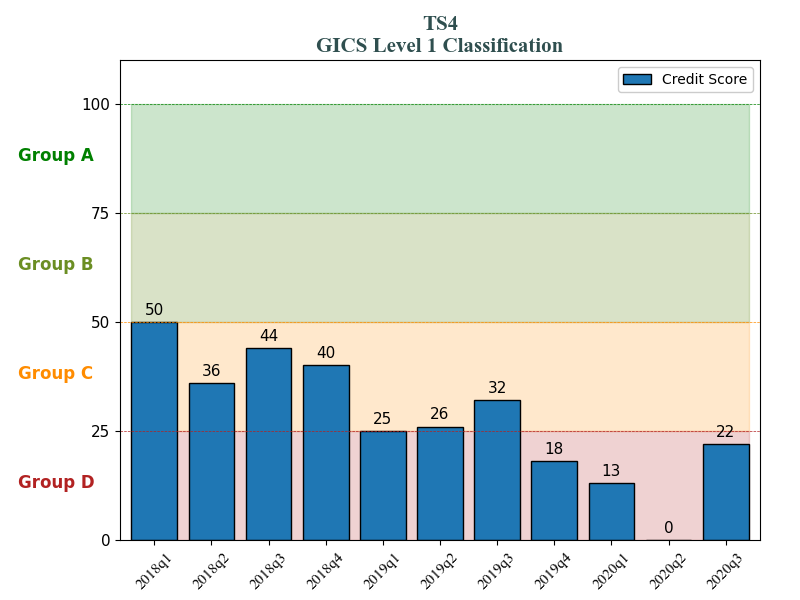 TS4
GICS Level 1 Classification
Credit Score
100
Group A
75
Group B
50
50
44
40
36
Group C
32
25
25
26
22
18
Group D
13
0
0
2018q1
2018q2
2018q3
2018q4
2019q1
2019q2
2019q3
2019q4
2020q1
2020q2
2020q3